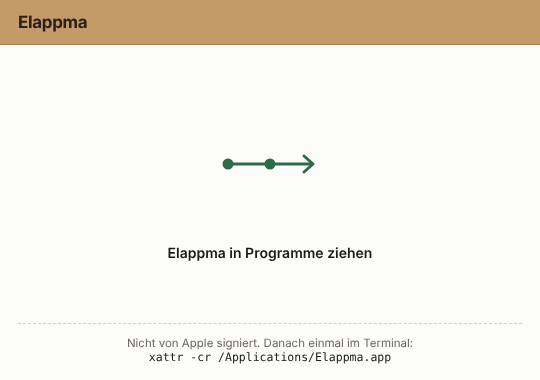 Elappma
Elappma in Programme ziehen
Nicht von Apple signiert. Danach einmal im Terminal:
xattr -cr /Applications/Elappma.app